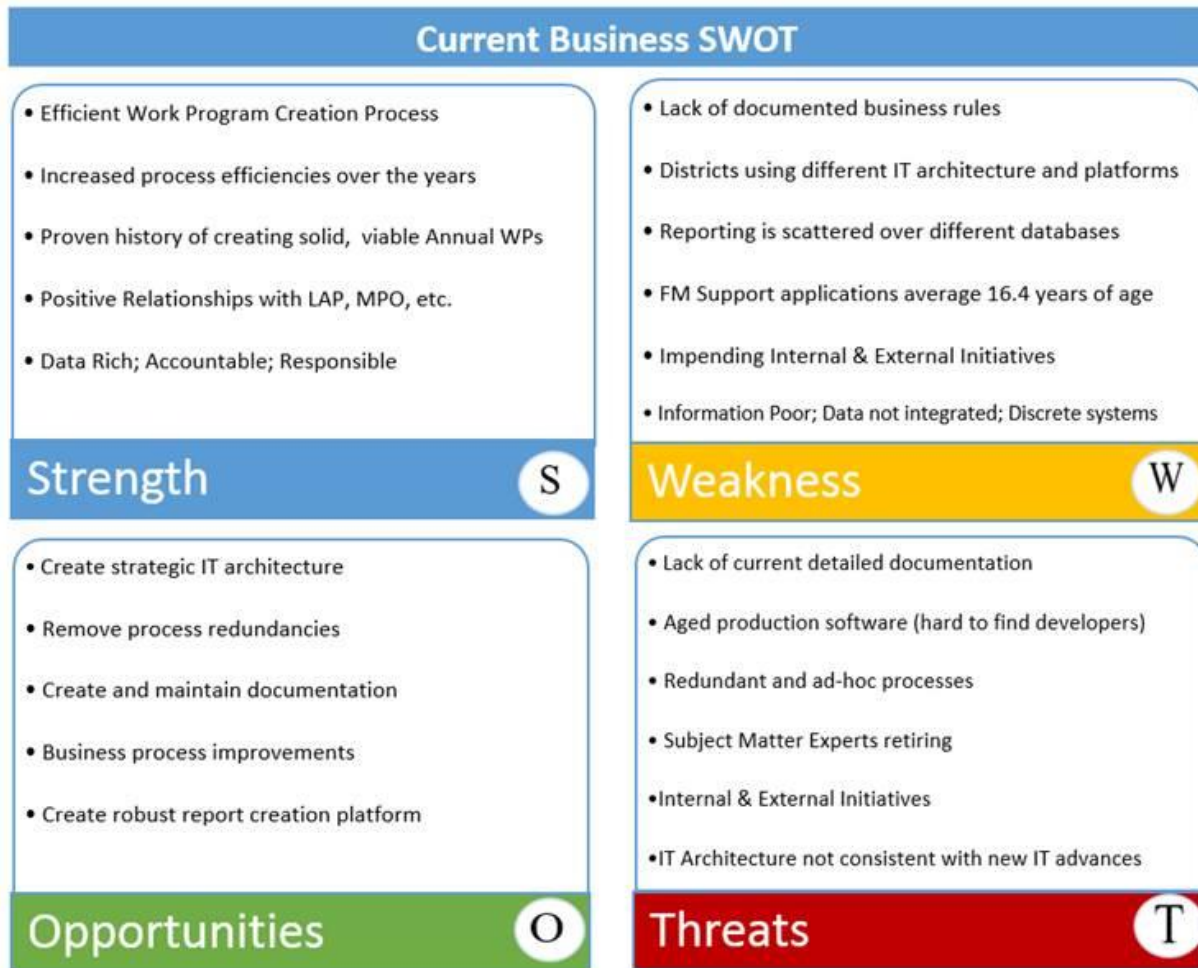 Current Business SWOT
• Efficient Work Program Creation Process
• Increased process efficiencies over the years
• Proven history of creating solid, viable Annual WPs
• Positive Relationships with LAP, MPO, etc.
• Data Rich; Accountable; Responsible
Strength
S
• Lack of documented business rules
• Districts using different IT architecture and platforms
• Reporting is scattered over different databases
• FM Support applications average 16.4 years of age
• Impending Internal & External Initiatives
• Information Poor; Data not integrated; Discrete systems
Weakness
W
• Create strategic IT architecture
• Remove process redundancies
• Create and maintain documentation
• Business process improvements
• Create robust report creation platform
Opportunities
O
• Lack of current detailed documentation
• Aged production software (hard to find developers)
• Redundant and ad-hoc processes
• Subject Matter Experts retiring
•Internal & External Initiatives
•IT Architecture not consistent with new IT advances
Threats
T